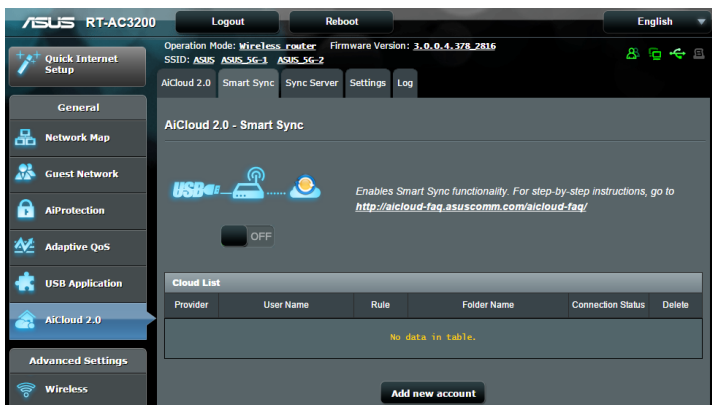 ASUS RT-AC3200 Logout Reboot English
Quick Internet Setup
Operation Mode: Wireless router Firmware Version: 3.0.0.4.378_2816
SSID: ASUS ASUS_5G-1 ASUS_5G-2
AiCloud 2.0 Smart Sync Sync Server Settings Log
General
Network Map
Guest Network
AiProtection
Adaptive QoS
USB Application
AiCloud 2.0
Advanced Settings
Wireless
AiCloud 2.0 - Smart Sync
USB
Enables Smart Sync functionality. For step-by-step instructions, go to
http://aicloud-faq.asuscomm.com/aicloud-faq/
OFF
Cloud List
Provider User Name Rule Folder Name Connection Status Delete
No data in table.
Add new account